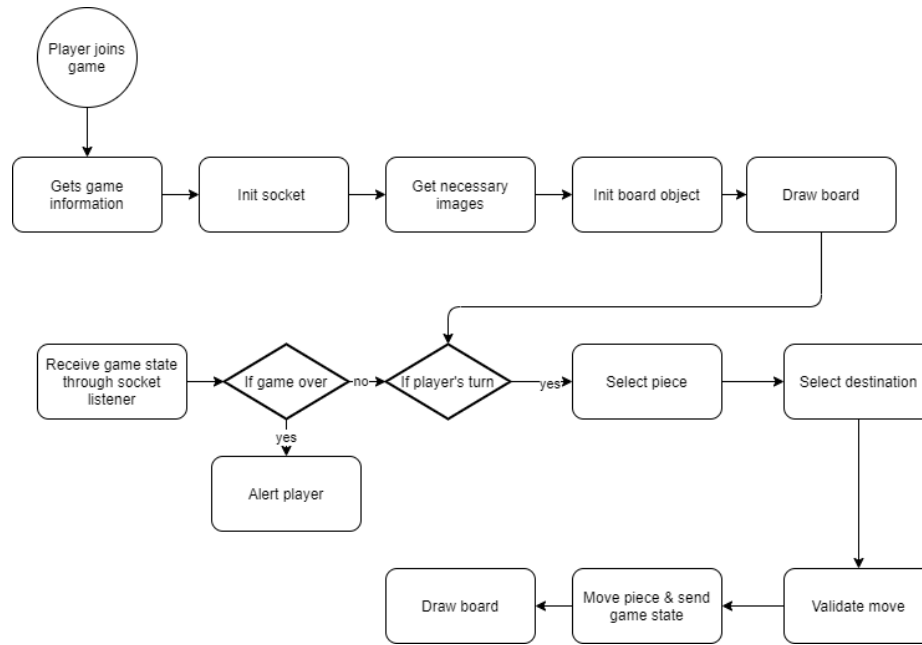 Player joins
game
Gets game
information
Init socket
Get necessary
images
Init board object
Draw board
Receive game state
through socket
listener
If game over
no
If player's turn
yes
Select piece
Select destination
yes
Alert player
Draw board
Move piece & send
game state
Validate move